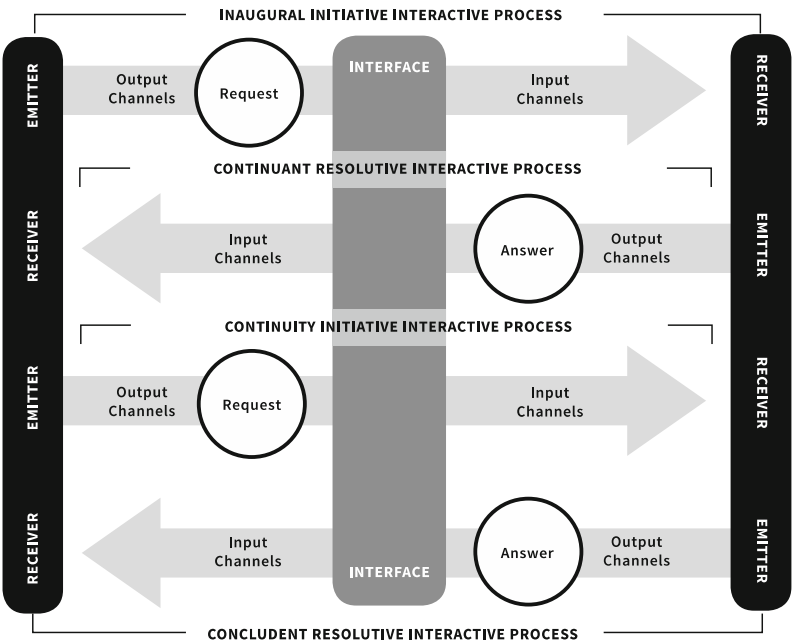 INAUGURAL INITIATIVE INTERACTIVE PROCESS
EMITTER
Output
Channels
Request
INTERFACE
Input
Channels
RECEIVER
CONTINUANT RESOLUTIVE INTERACTIVE PROCESS
RECEIVER
Input
Channels
Answer
Output
Channels
EMITTER
CONTINUITY INITIATIVE INTERACTIVE PROCESS
EMITTER
Output
Channels
Request
Input
Channels
RECEIVER
RECEIVER
Input
Channels
INTERFACE
Answer
Output
Channels
EMITTER
CONCLUDENT RESOLUTIVE INTERACTIVE PROCESS